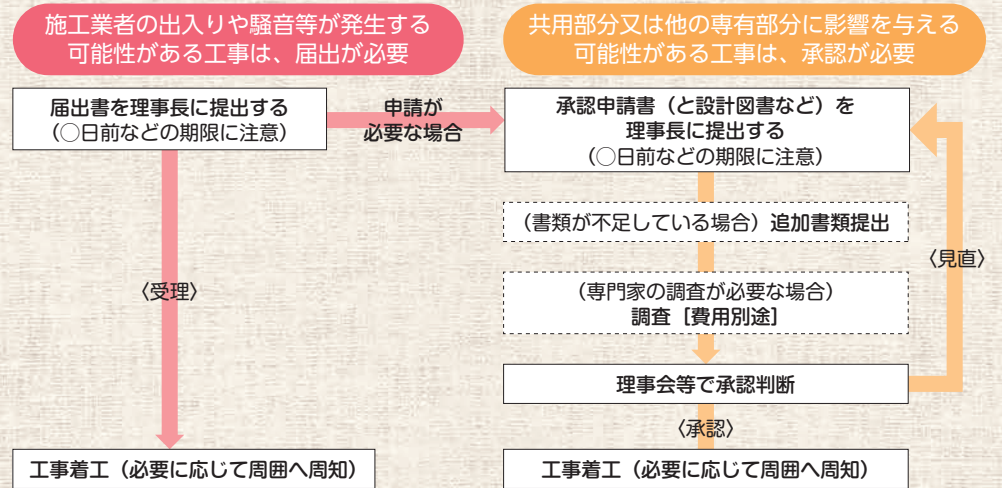 施工業者の出入りや騒音等が発生する
可能性がある工事は、届出が必要
共用部分又は他の専有部分に影響を与える
可能性がある工事は、承認が必要
届出書を理事長に提出する
（○日前などの期限に注意）
申請が
必要な場合
承認申請書（と設計図書など）を
理事長に提出する
（○日前などの期限に注意）
（書類が不足している場合）追加書類提出
〈見直〉
〈受理〉
（専門家の調査が必要な場合）
調査［費用別途］
理事会等で承認判断
〈承認〉
工事着工（必要に応じて周囲へ周知）
工事着工（必要に応じて周囲へ周知）